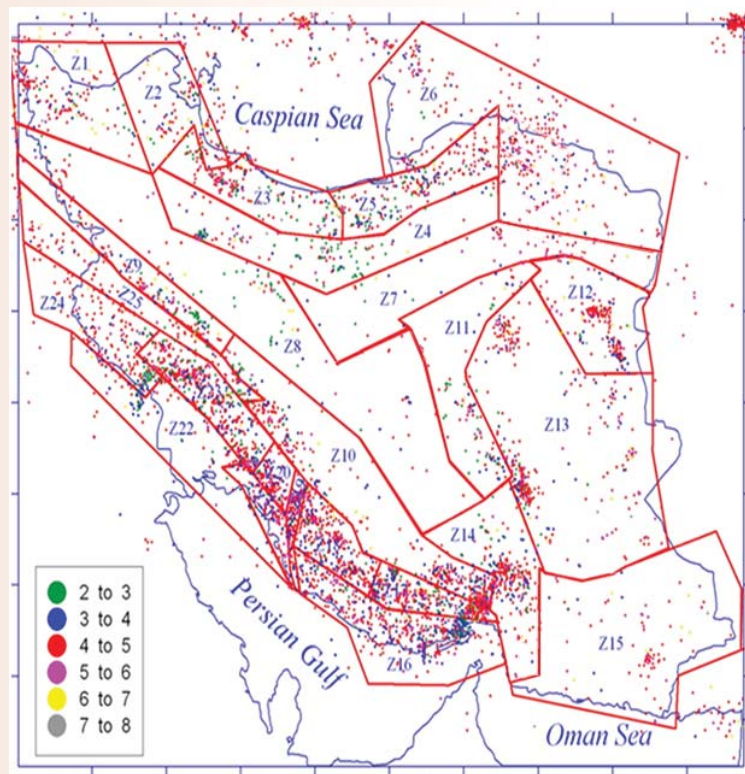 Z1
Z2
Z6
Caspian Sea
Z3
Z5
Z4
Z9
Z25
Z24
Z7
Z12
Z11
Z8
Z13
Z22
Z10
Z14
Z16
Z15
Persian Gulf
Oman Sea
2 to 3
3 to 4
4 to 5
5 to 6
6 to 7
7 to 8